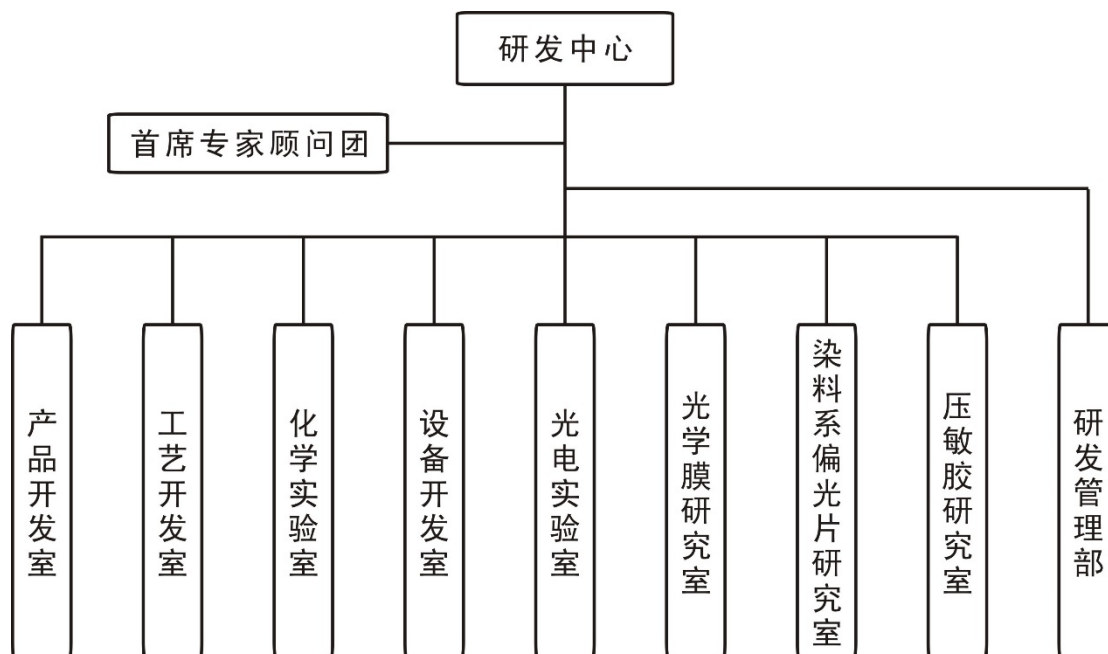 研发中心
首席专家顾问团
产品开发室
工艺开发室
化学实验室
设备开发室
光电实验室
光学膜研究室
染料系偏光片研究室
压敏胶研究室
研发管理部